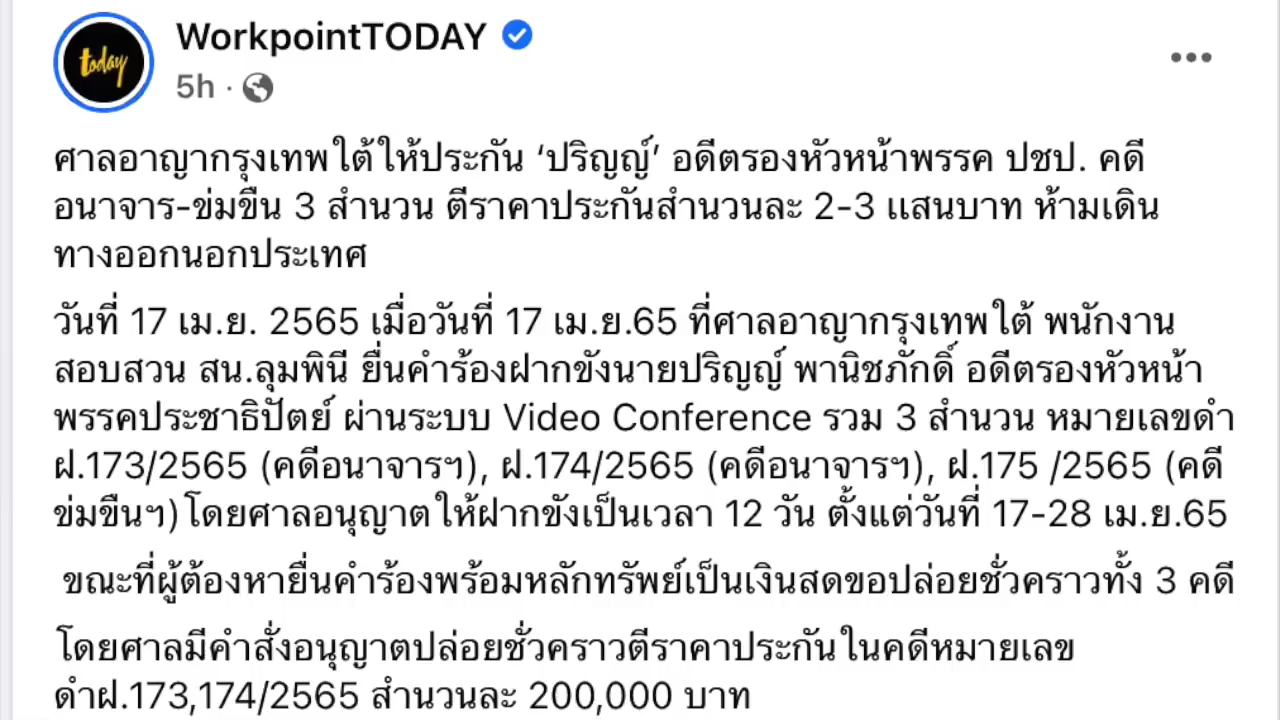 today
WorkpointTODAY
5h ·
ศาลอาญากรุงเทพใต้ให้ประกัน ‘ปริญญ์’ อดีตรองหัวหน้าพรรค ปชป. คดี
อนาจาร-ข่มขืน 3 สำนวน ตีราคาประกันสำนวนละ 2-3 แสนบาท ห้ามเดิน
ทางออกนอกประเทศ
วันที่ 17 เม.ย. 2565 เมื่อวันที่ 17 เม.ย.65 ที่ศาลอาญากรุงเทพใต้ พนักงาน
สอบสวน สน.ลุมพินี ยื่นคำร้องฝากขังนายปริญญ์ พานิชภักดิ์ อดีตรองหัวหน้า
พรรคประชาธิปัตย์ ผ่านระบบ Video Conference รวม 3 สำนวน หมายเลขดำ
ฝ.173/2565 (คดีอนาจารฯ), ฝ.174/2565 (คดีอนาจารฯ), ฝ.175 /2565 (คดี
ข่มขืนฯ)โดยศาลอนุญาตให้ฝากขังเป็นเวลา 12 วัน ตั้งแต่วันที่ 17-28 เม.ย.65
ขณะที่ผู้ต้องหายื่นคำร้องพร้อมหลักทรัพย์เป็นเงินสดขอปล่อยชั่วคราวทั้ง 3 คดี
โดยศาลมีคำสั่งอนุญาตปล่อยชั่วคราวตีราคาประกันในคดีหมายเลข
ดำฝ.173,174/2565 สำนวนละ 200,000 บาท